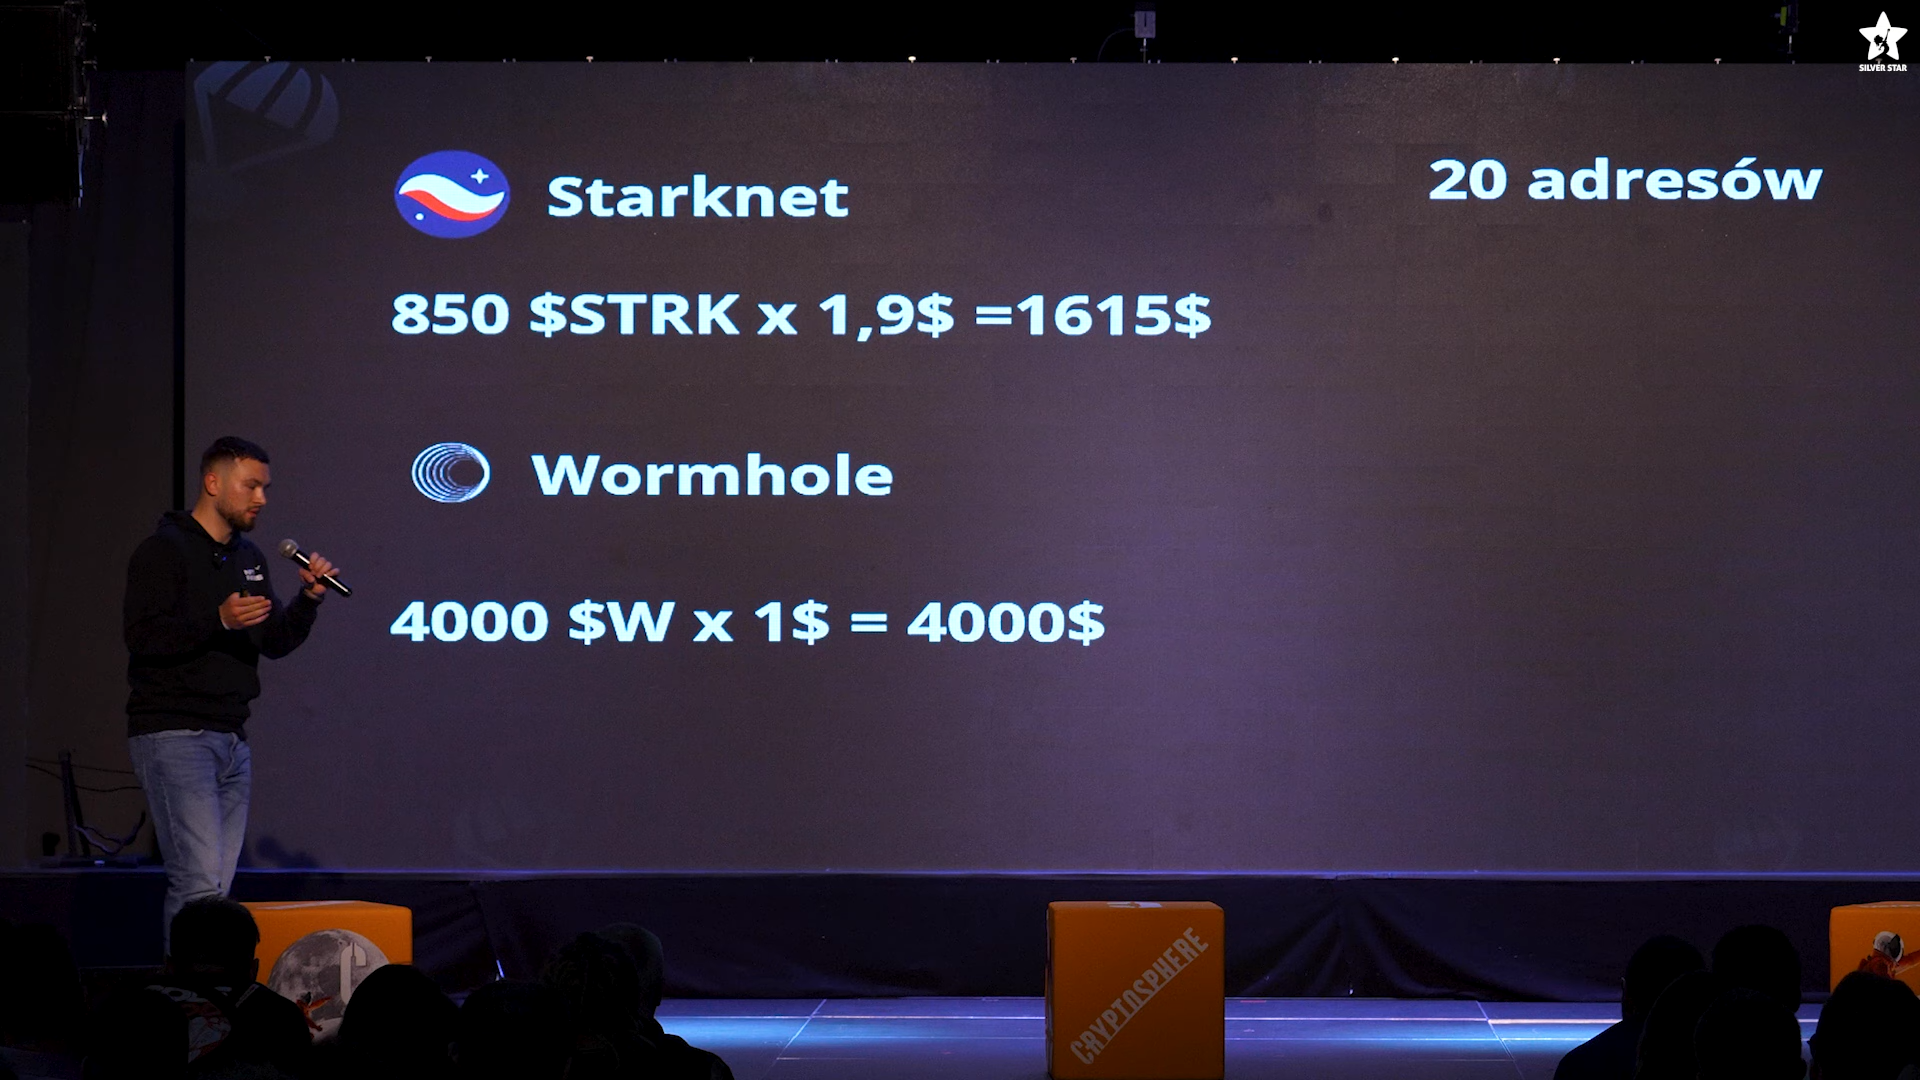 SILVER STAR
Starknet
20 adresów
850 $STRK x 1,9$ =1615$
Wormhole
4000 $W x 1$ = 4000$
CRYPTOSPHERE